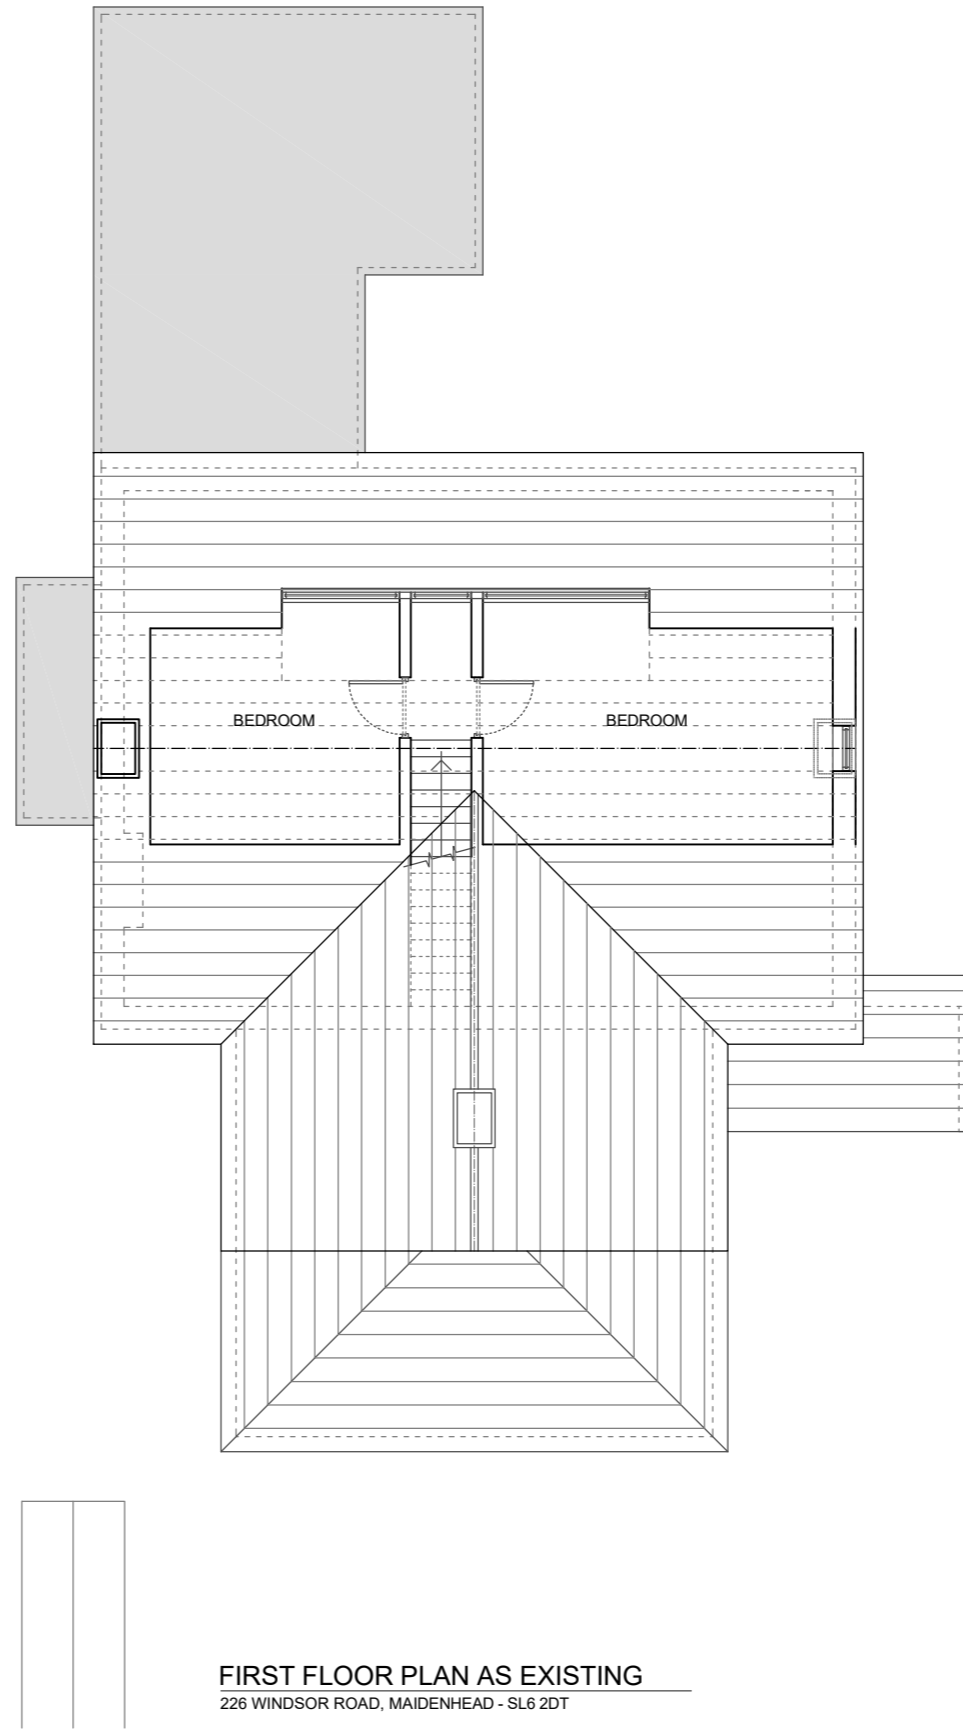 BEDROOM BEDROOM
FIRST FLOOR PLAN AS EXISTING
226 WINDSOR ROAD, MAIDENHEAD - SL6 2DT